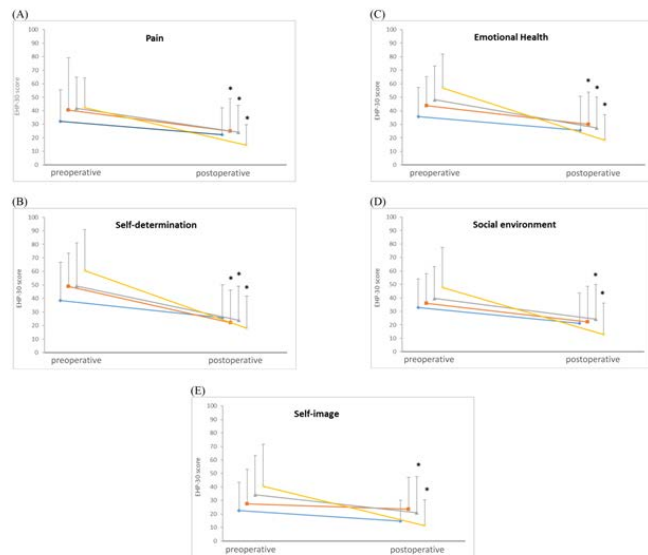 (A)
Pain
EHP-30 score
100
90
80
70
60
50
40
30
20
10
0
* * *
preoperative
postoperative
(C)
Emotional Health
EHP-30 score
100
90
80
70
60
50
40
30
20
10
0
* * *
preoperative
postoperative
(B)
Self-determination
EHP-30 score
100
90
80
70
60
50
40
30
20
10
0
* * *
preoperative
postoperative
(D)
Social environment
EHP-30 score
100
90
80
70
60
50
40
30
20
10
0
* *
preoperative
postoperative
(E)
Self-image
EHP-30 score
100
90
80
70
60
50
40
30
20
10
0
* *
preoperative
postoperative